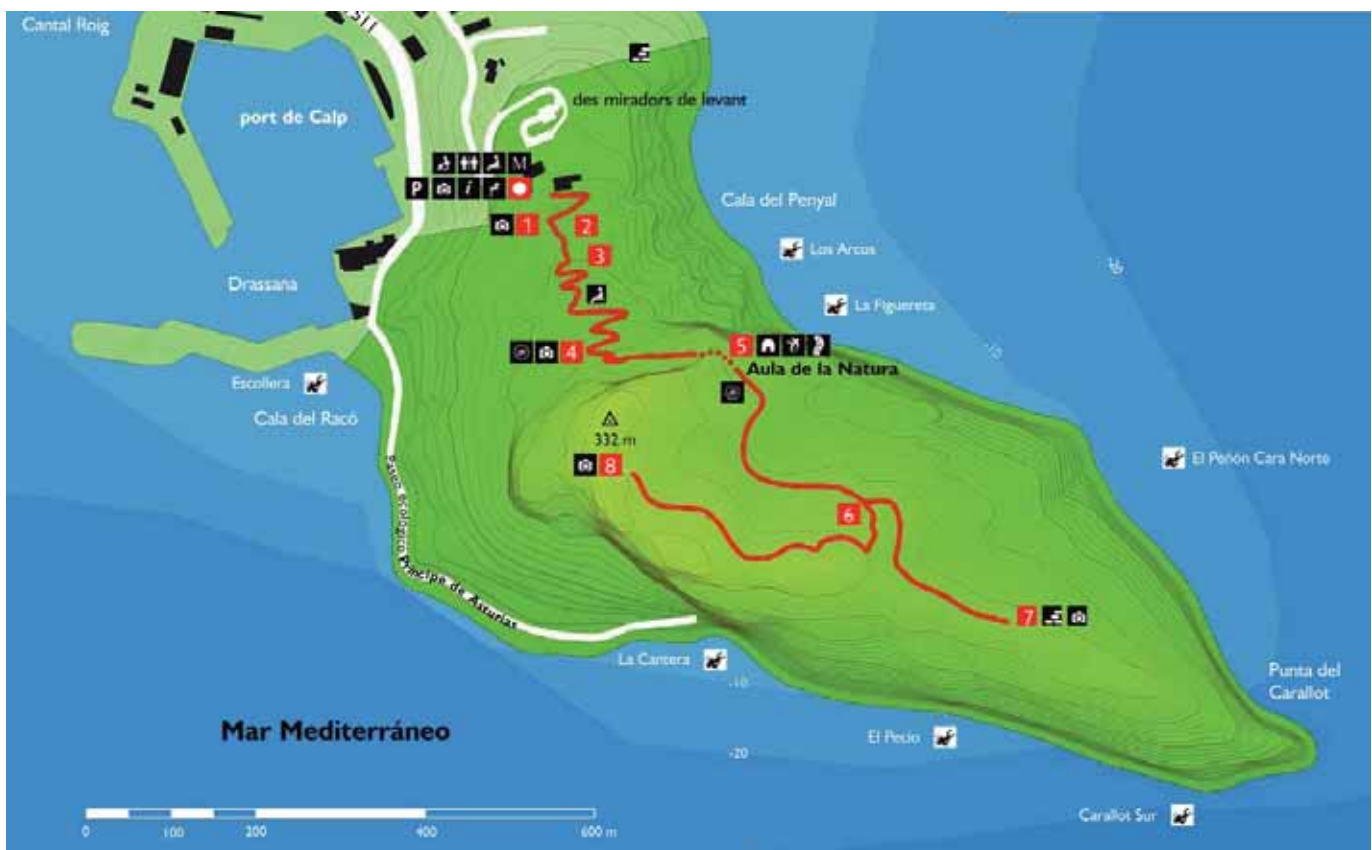 Cantal Roig
port de Calp
des miradors de levant
M
P
i
1
2
3
Cala del Penyal
Los Arcos
La Figuereta
Drassana
4
5
Aula de la Natura
Escollera
Cala del Racó
332 m
8
El Peñón Cara Norte
6
Paseo ecológico Príncipe de Asturias
7
La Cantera
-10
Punta del
Carallot
Mar Mediterráneo
El Pecio
-20
Carallot Sur
0 100 200 400 600 m